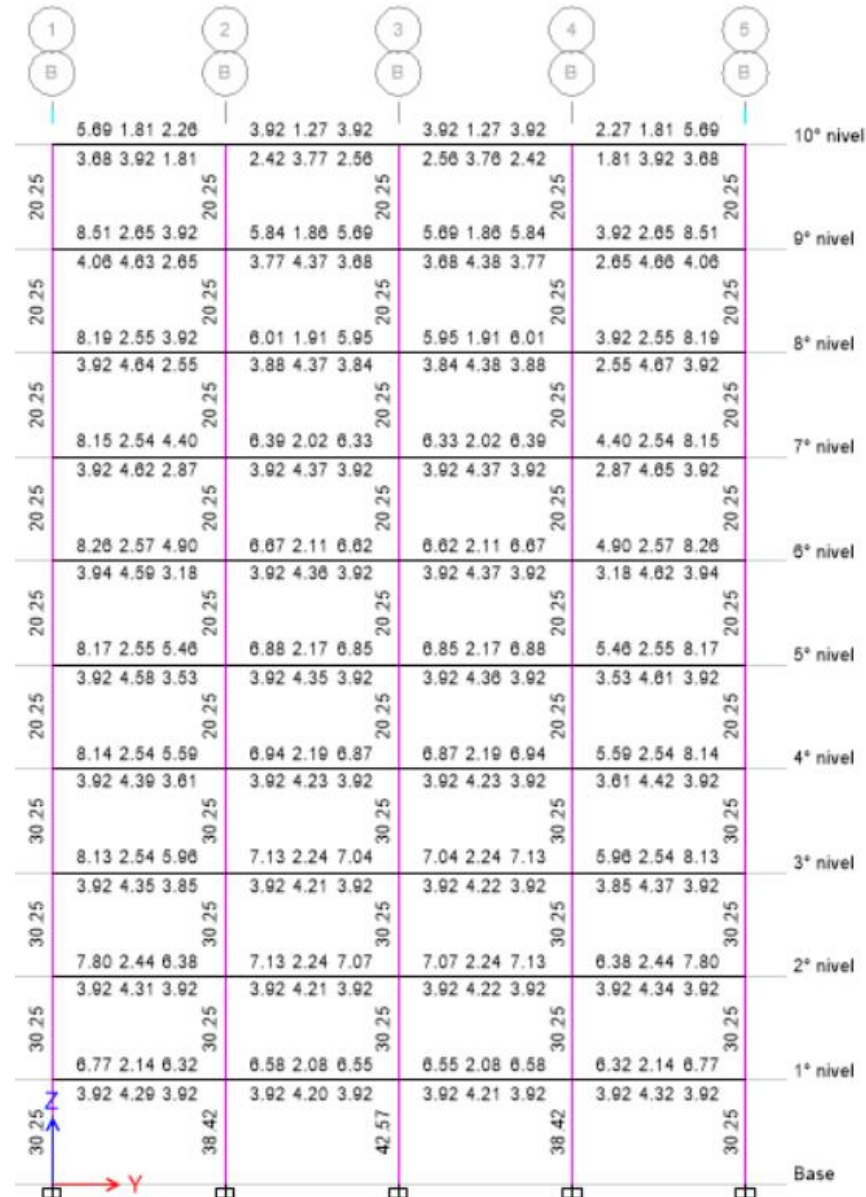 1 2 3 4 5
B B B B B
5.69 1.81 2.26 3.92 1.27 3.92 3.92 1.27 3.92 2.27 1.81 5.69 10° nivel
3.68 3.92 1.81 2.42 3.77 2.56 2.56 3.76 2.42 1.81 3.92 3.68
20.25 20.25 20.25 20.25 20.25
8.51 2.65 3.92 5.84 1.86 5.69 5.69 1.86 5.84 3.92 2.65 8.51 9° nivel
4.06 4.63 2.65 3.77 4.37 3.68 3.68 4.38 3.77 2.65 4.66 4.06
20.25 20.25 20.25 20.25 20.25
8.19 2.55 3.92 6.01 1.91 5.95 5.95 1.91 6.01 3.92 2.55 8.19 8° nivel
3.92 4.64 2.55 3.88 4.37 3.84 3.84 4.38 3.88 2.55 4.67 3.92
20.25 20.25 20.25 20.25 20.25
8.15 2.54 4.40 6.39 2.02 6.33 6.33 2.02 6.39 4.40 2.54 8.15 7° nivel
3.92 4.62 2.87 3.92 4.37 3.92 3.92 4.37 3.92 2.87 4.65 3.92
20.25 20.25 20.25 20.25 20.25
8.26 2.57 4.90 6.67 2.11 6.62 6.62 2.11 6.67 4.90 2.57 8.26 6° nivel
3.94 4.59 3.18 3.92 4.36 3.92 3.92 4.37 3.92 3.18 4.62 3.94
20.25 20.25 20.25 20.25 20.25
8.17 2.55 5.46 6.88 2.17 6.85 6.85 2.17 6.88 5.46 2.55 8.17 5° nivel
3.92 4.58 3.53 3.92 4.35 3.92 3.92 4.36 3.92 3.53 4.61 3.92
20.25 20.25 20.25 20.25 20.25
8.14 2.54 5.59 6.94 2.19 6.87 6.87 2.19 6.94 5.59 2.54 8.14 4° nivel
3.92 4.39 3.61 3.92 4.23 3.92 3.92 4.23 3.92 3.61 4.42 3.92
30.25 30.25 30.25 30.25 30.25
8.13 2.54 5.96 7.13 2.24 7.04 7.04 2.24 7.13 5.96 2.54 8.13 3° nivel
3.92 4.35 3.85 3.92 4.21 3.92 3.92 4.22 3.92 3.85 4.37 3.92
30.25 30.25 30.25 30.25 30.25
7.80 2.44 6.38 7.13 2.24 7.07 7.07 2.24 7.13 6.38 2.44 7.80 2° nivel
3.92 4.31 3.92 3.92 4.21 3.92 3.92 4.22 3.92 3.92 4.34 3.92
30.25 30.25 30.25 30.25 30.25
6.77 2.14 6.32 6.58 2.08 6.55 6.55 2.08 6.58 6.32 2.14 6.77 1° nivel
3.92 4.29 3.92 3.92 4.20 3.92 3.92 4.21 3.92 3.92 4.32 3.92
Z
30.25 38.42 42.57 38.42 30.25
Y Base